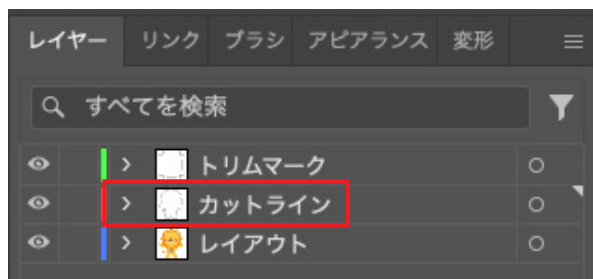 レイヤー リンク ブラシ アピアランス 変形
すべてを検索
トリムマーク
カットライン
レイアウト